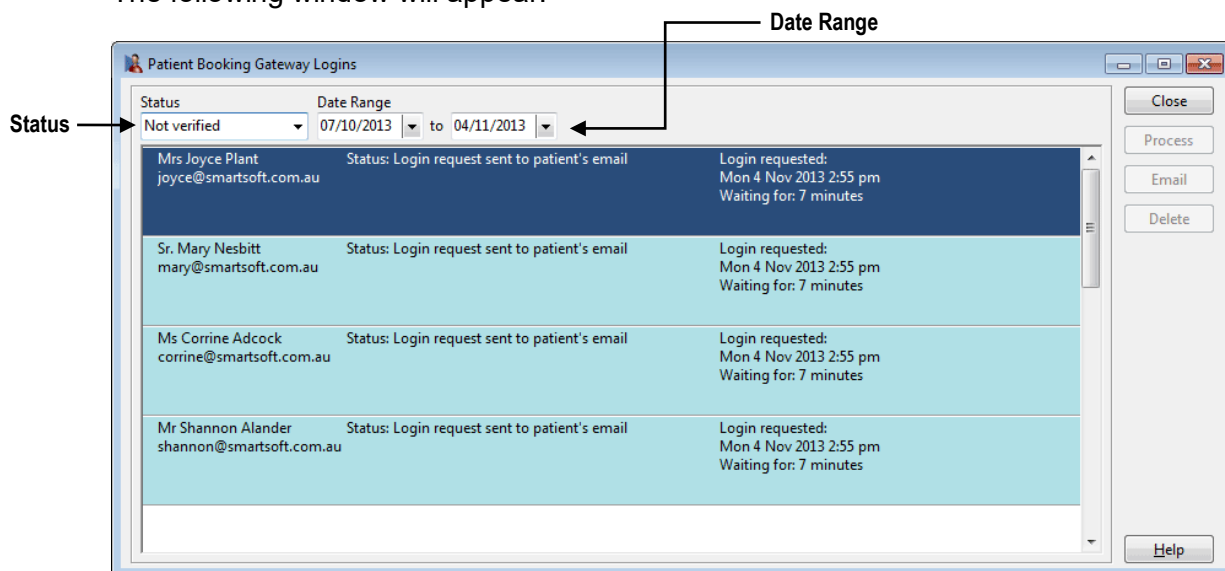 The following window will appear:
Date Range
Patient Booking Gateway Logins
Status Date Range
Status
Not verified 07/10/2013 to 04/11/2013
Close
Process
Email
Delete
Mrs Joyce Plant Status: Login request sent to patient's email Login requested:
joyce@smartsoft.com.au Mon 4 Nov 2013 2:55 pm
Waiting for: 7 minutes
Sr. Mary Nesbitt Status: Login request sent to patient's email Login requested:
mary@smartsoft.com.au Mon 4 Nov 2013 2:55 pm
Waiting for: 7 minutes
Ms Corrine Adcock Status: Login request sent to patient's email Login requested:
corrine@smartsoft.com.au Mon 4 Nov 2013 2:55 pm
Waiting for: 7 minutes
Mr Shannon Alander Status: Login request sent to patient's email Login requested:
shannon@smartsoft.com.au Mon 4 Nov 2013 2:55 pm
Waiting for: 7 minutes
Help